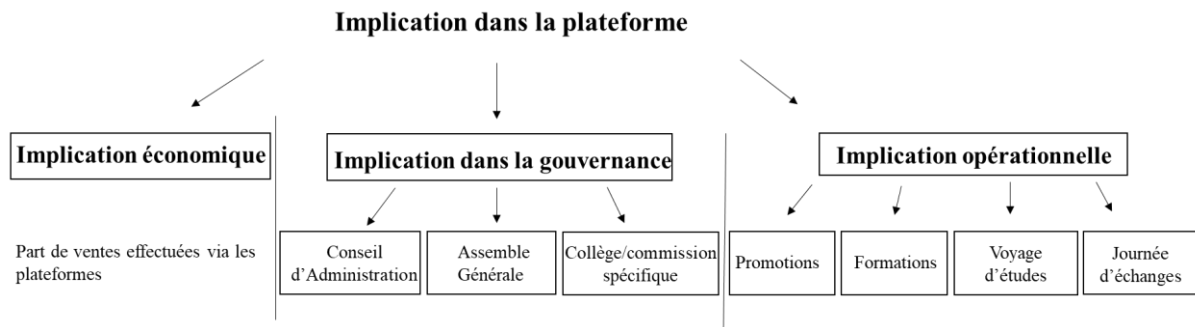 Implication dans la plateforme
Implication économique
Implication dans la gouvernance
Implication opérationnelle
Part de ventes effectuées via les
plateformes
Conseil
d’Administration
Assemble
Générale
Collège/commission
spécifique
Promotions
Formations
Voyage
d’études
Journée
d’échanges